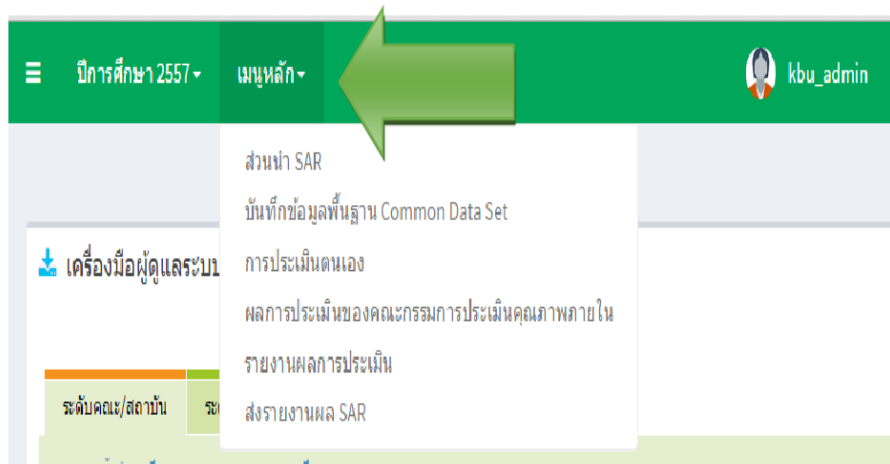 ปีการศึกษา 2557 เมนูหลัก kbu_admin
ส่วนนำ SAR
บันทึกข้อมูลพื้นฐาน Common Data Set
เครื่องมือผู้ดูแลระบบ การประเมินตนเอง
ผลการประเมินของคณะกรรมการประเมินคุณภาพภายใน
รายงานผลการประเมิน
ระดับคณะ/สถาบัน ส่งรายงานผล SAR